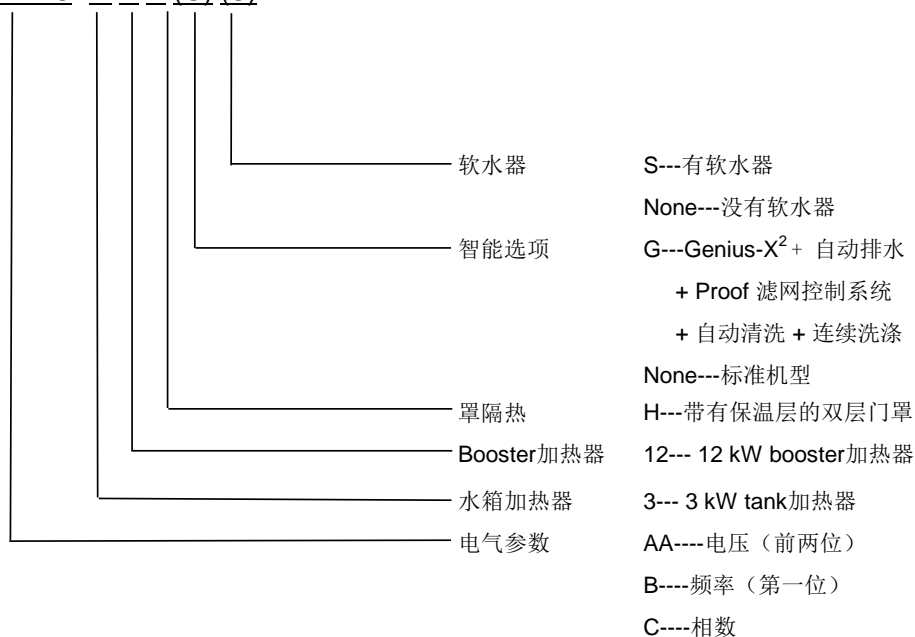 软水器 S---有软水器
None---没有软水器
智能选项 G---Genius-X² + 自动排水
+ Proof 滤网控制系统
+ 自动清洗 + 连续洗涤
None---标准机型
罩隔热 H---带有保温层的双层门罩
Booster加热器 12--- 12 kW booster加热器
水箱加热器 3--- 3 kW tank加热器
电气参数 AA----电压（前两位）
B----频率（第一位）
C----相数